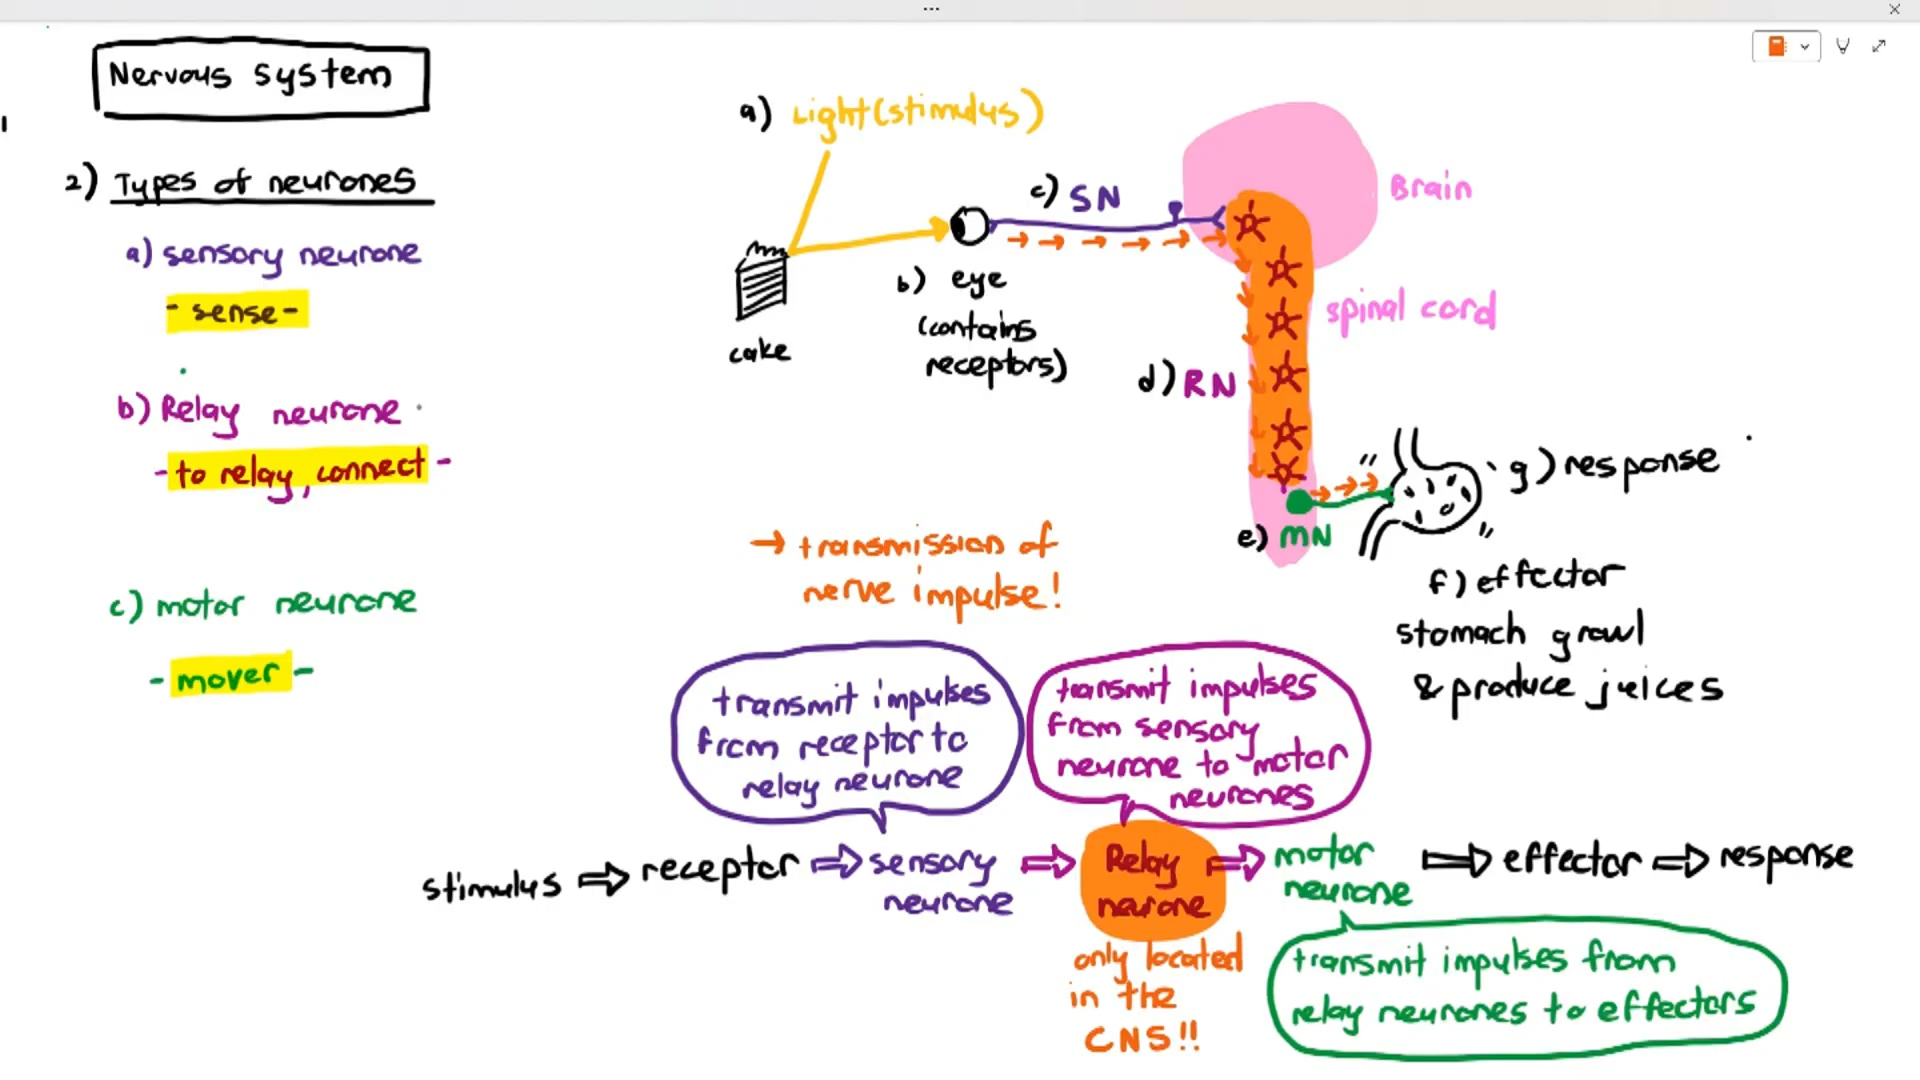 Nervous system
2) Types of neurones
a) sensory neurone
- sense -
b) Relay neurone
- to relay, connect -
c) motor neurone
- mover -
a) Light (stimulus)
cake
b) eye
(contains
receptors)
c) SN
Brain
spinal cord
d) RN
e) MN
g) response
f) effector
stomach growl
& produce juices
→ transmission of
nerve impulse!
transmit impulses
from receptor to
relay neurone
transmit impulses
from sensory
neurone to motor
neurones
stimulus ⇒ receptor ⇒ sensory neurone ⇒ Relay neurone ⇒ motor neurone ⇒ effector ⇒ response
only located
in the
CNS!!
transmit impulses from
relay neurones to effectors